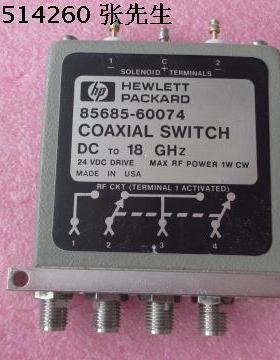 514260 张先生
1 C 2
SOLENOID TERMINALS
hp HEWLETT
PACKARD
85685-60074
COAXIAL SWITCH
DC TO 18 GHz
24 VDC DRIVE MAX RF POWER 1W CW
MADE IN USA
RF CKT (TERMINAL 1 ACTIVATED)
1 2 3 4